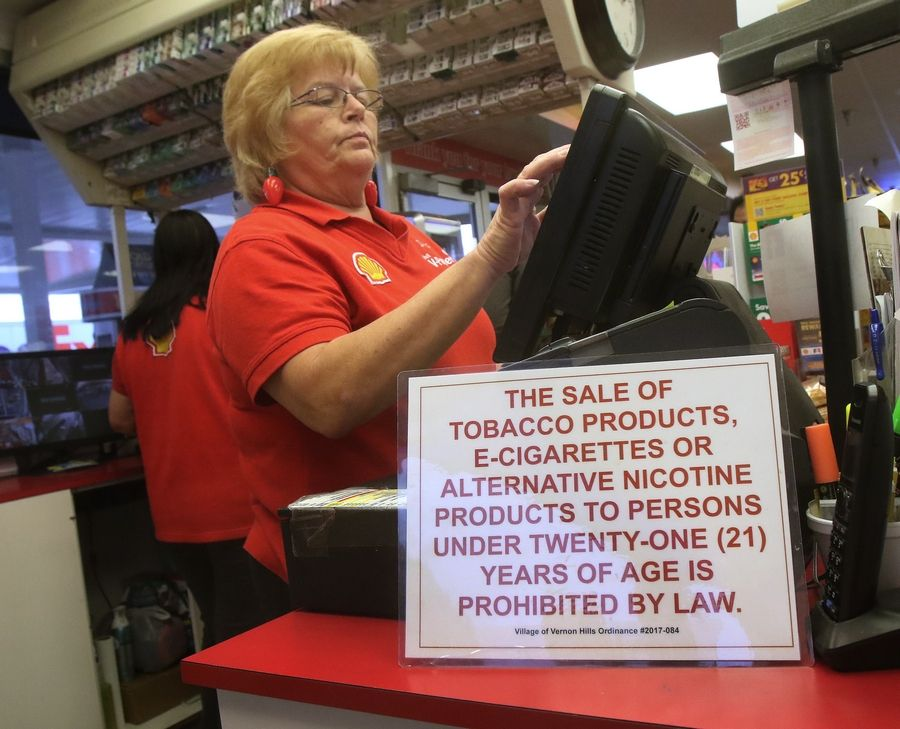 25¢
THE SALE OF
TOBACCO PRODUCTS,
E-CIGARETTES OR
ALTERNATIVE NICOTINE
PRODUCTS TO PERSONS
UNDER TWENTY-ONE (21)
YEARS OF AGE IS
PROHIBITED BY LAW.
Village of Vernon Hills Ordinance #2017-084